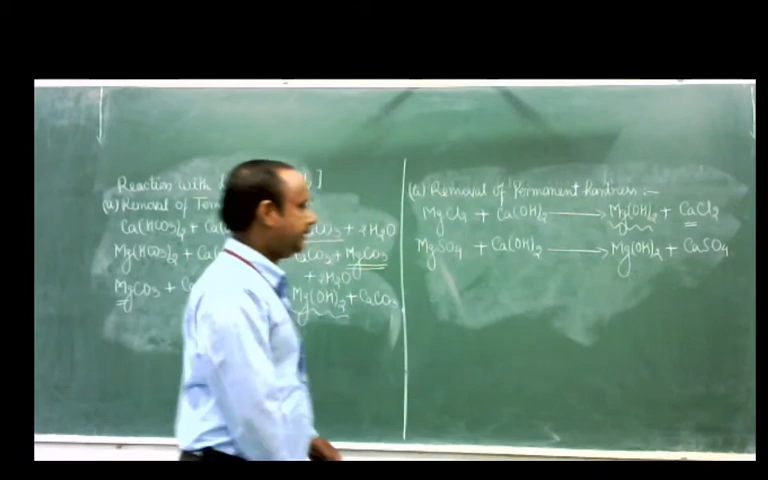 Reaction with
(a) Removal of Tem
Ca(HCO3)2 + Ca CO3 + 2H2O
Mg(HCO3)2 + Ca CaCO3 + MgCO3
+ 2H2O
MgCO3 + Ca Mg(OH)2 + CaCO3
(a) Removal of Permanent hardness :-
MgCl2 + Ca(OH)2 → Mg(OH)2 + CaCl2
MgSO4 + Ca(OH)2 → Mg(OH)2 + CaSO4